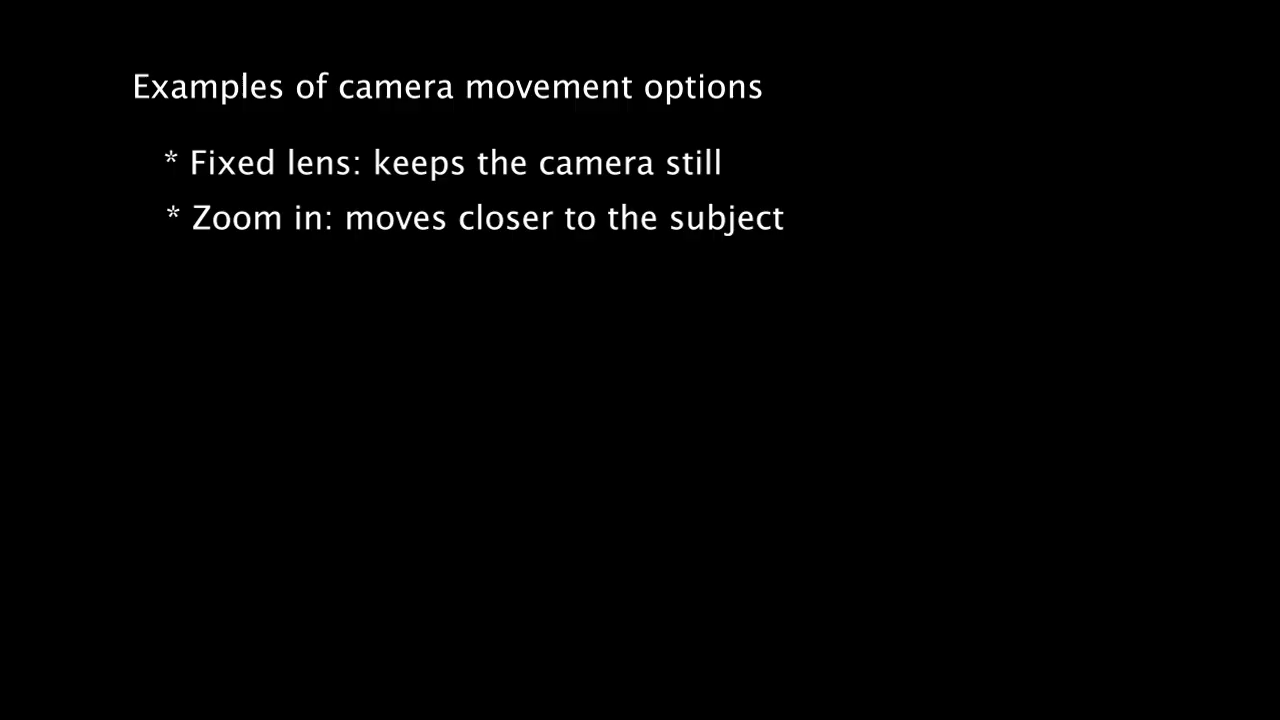 Examples of camera movement options
* Fixed lens: keeps the camera still
* Zoom in: moves closer to the subject